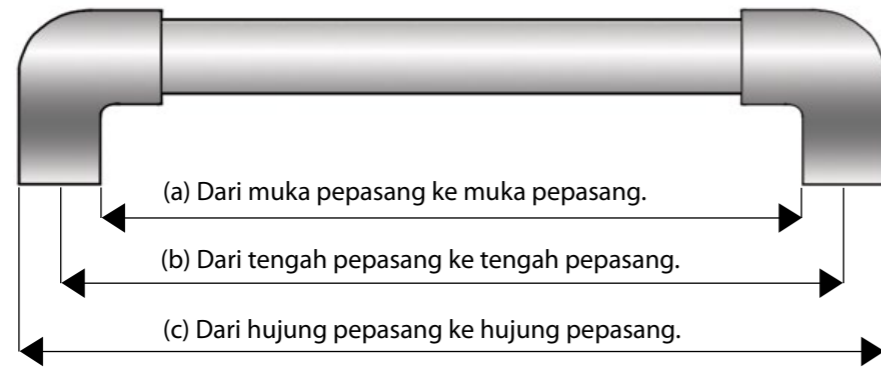 (a) Dari muka pepasang ke muka pepasang.
(b) Dari tengah pepasang ke tengah pepasang.
(c) Dari hujung pepasang ke hujung pepasang.